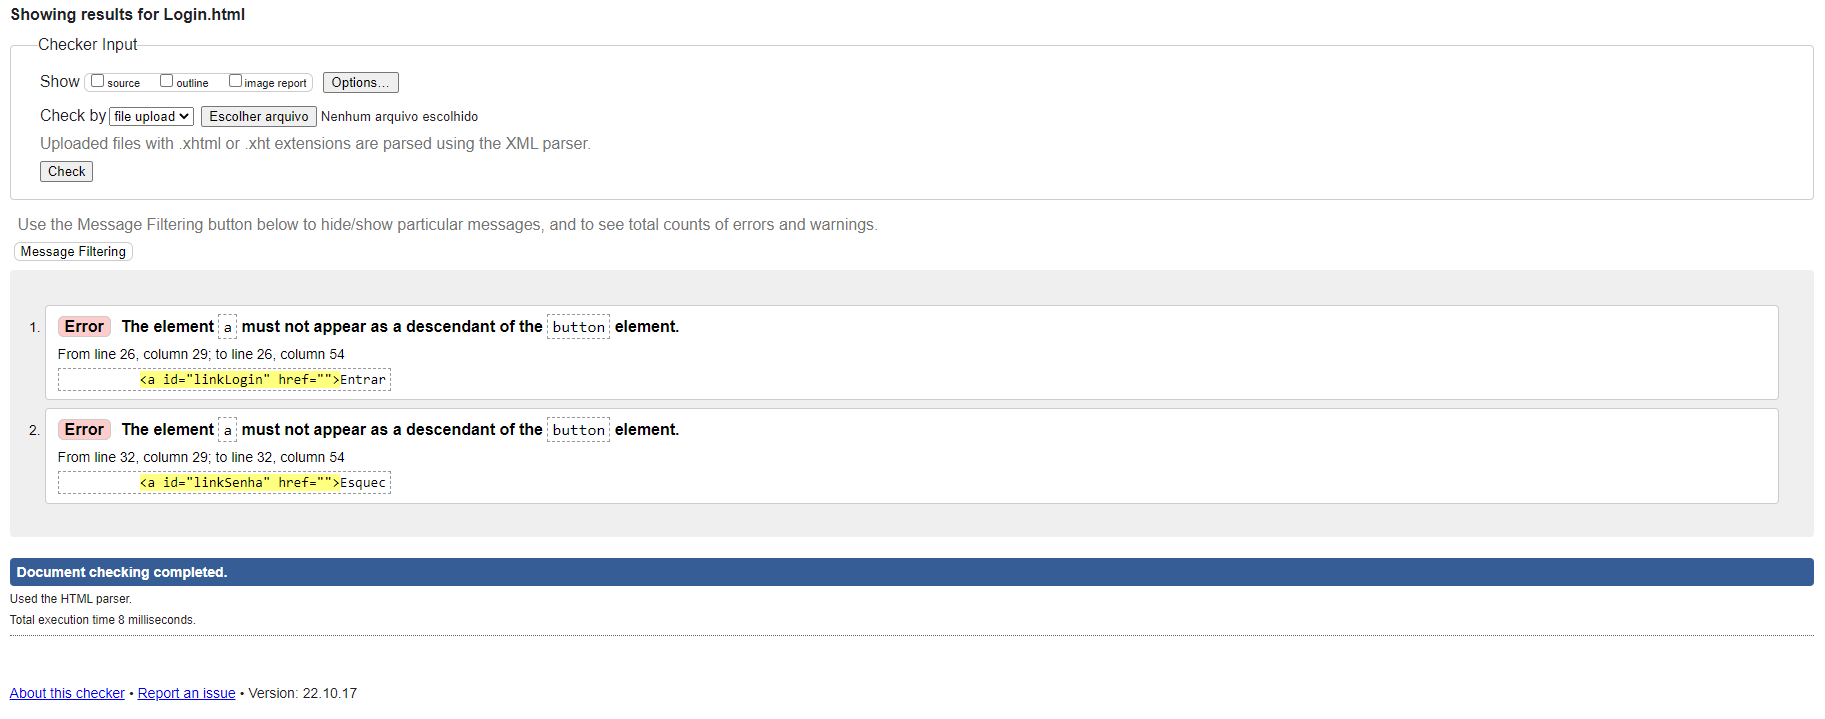 Showing results for Login.html
Checker Input
Show source outline image report Options...
Check by file upload Escolher arquivo Nenhum arquivo escolhido
Uploaded files with .xhtml or .xht extensions are parsed using the XML parser.
Check
Use the Message Filtering button below to hide/show particular messages, and to see total counts of errors and warnings.
Message Filtering
1. Error The element a must not appear as a descendant of the button element.
From line 26, column 29; to line 26, column 54
<a id="linkLogin" href="">Entrar
2. Error The element a must not appear as a descendant of the button element.
From line 32, column 29; to line 32, column 54
<a id="linkSenha" href="">Esquec
Document checking completed.
Used the HTML parser.
Total execution time 8 milliseconds.
About this checker • Report an issue • Version: 22.10.17